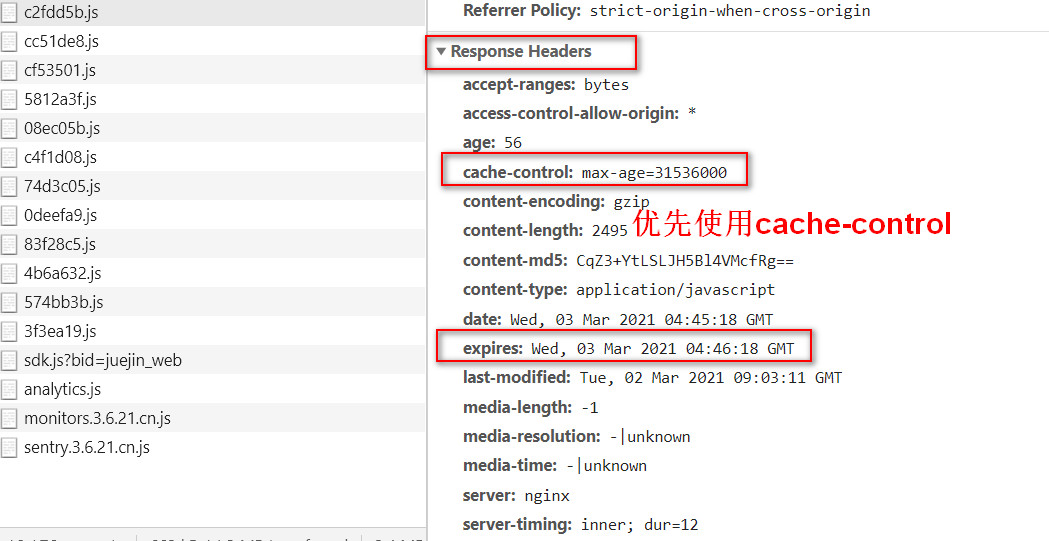 c2fdd5b.js
cc51de8.js
cf53501.js
5812a3f.js
08ec05b.js
c4f1d08.js
74d3c05.js
0deefa9.js
83f28c5.js
4b6a632.js
574bb3b.js
3f3ea19.js
sdk.js?bid=juejin_web
analytics.js
monitors.3.6.21.cn.js
sentry.3.6.21.cn.js
Referrer Policy: strict-origin-when-cross-origin
▼ Response Headers
accept-ranges: bytes
access-control-allow-origin: *
age: 56
cache-control: max-age=31536000
content-encoding: gzip
优先使用cache-control
content-length: 2495
content-md5: CqZ3+YtLSLJH5Bl4VMcfRg==
content-type: application/javascript
date: Wed, 03 Mar 2021 04:45:18 GMT
expires: Wed, 03 Mar 2021 04:46:18 GMT
last-modified: Tue, 02 Mar 2021 09:03:11 GMT
media-length: -1
media-resolution: -|unknown
media-time: -|unknown
server: nginx
server-timing: inner; dur=12